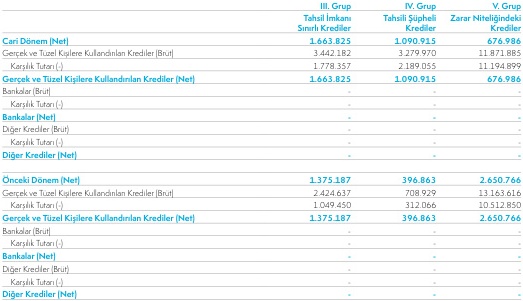 III. Grup IV. Grup V. Grup
Tahsil İmkanı Tahsili Şüpheli Zarar Niteliğindeki
Sınırlı Krediler Krediler Krediler
Cari Dönem (Net) 1.663.825 1.090.915 676.986
Gerçek ve Tüzel Kişilere Kullandırılan Krediler (Brüt) 3.442.182 3.279.970 11.871.885
Karşılık Tutarı (-) 1.778.357 2.189.055 11.194.899
Gerçek ve Tüzel Kişilere Kullandırılan Krediler (Net) 1.663.825 1.090.915 676.986
Bankalar (Brüt) - - -
Karşılık Tutarı (-) - - -
Bankalar (Net) - - -
Diğer Krediler (Brüt) - - -
Karşılık Tutarı (-) - - -
Diğer Krediler (Net) - - -
Önceki Dönem (Net) 1.375.187 396.863 2.650.766
Gerçek ve Tüzel Kişilere Kullandırılan Krediler (Brüt) 2.424.637 708.929 13.163.616
Karşılık Tutarı (-) 1.049.450 312.066 10.512.850
Gerçek ve Tüzel Kişilere Kullandırılan Krediler (Net) 1.375.187 396.863 2.650.766
Bankalar (Brüt) - - -
Karşılık Tutarı (-) - - -
Bankalar (Net) - - -
Diğer Krediler (Brüt) - - -
Karşılık Tutarı (-) - - -
Diğer Krediler (Net) - - -